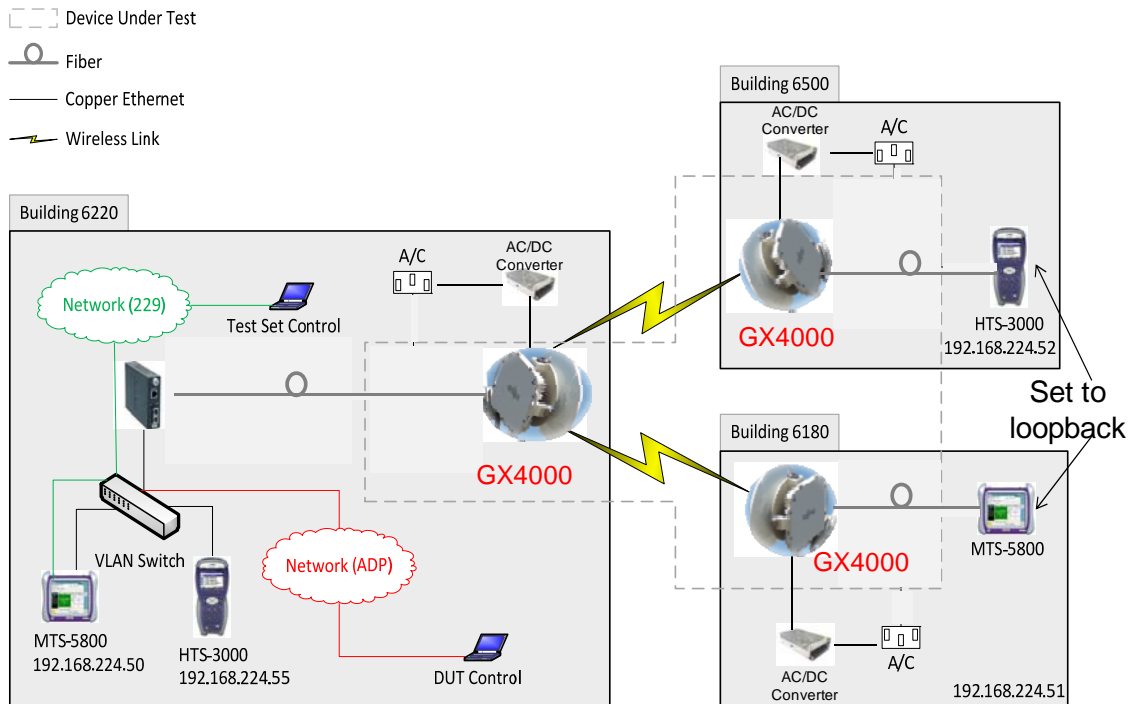 Device Under Test
Fiber
Copper Ethernet
Wireless Link
Building 6220
Network (229)
Test Set Control
A/C
AC/DC
Converter
GX4000
VLAN Switch
Network (ADP)
MTS-5800
192.168.224.50
HTS-3000
192.168.224.55
DUT Control
Building 6500
AC/DC
Converter
A/C
GX4000
HTS-3000
192.168.224.52
Set to
loopback
Building 6180
GX4000
MTS-5800
AC/DC
Converter
A/C
192.168.224.51